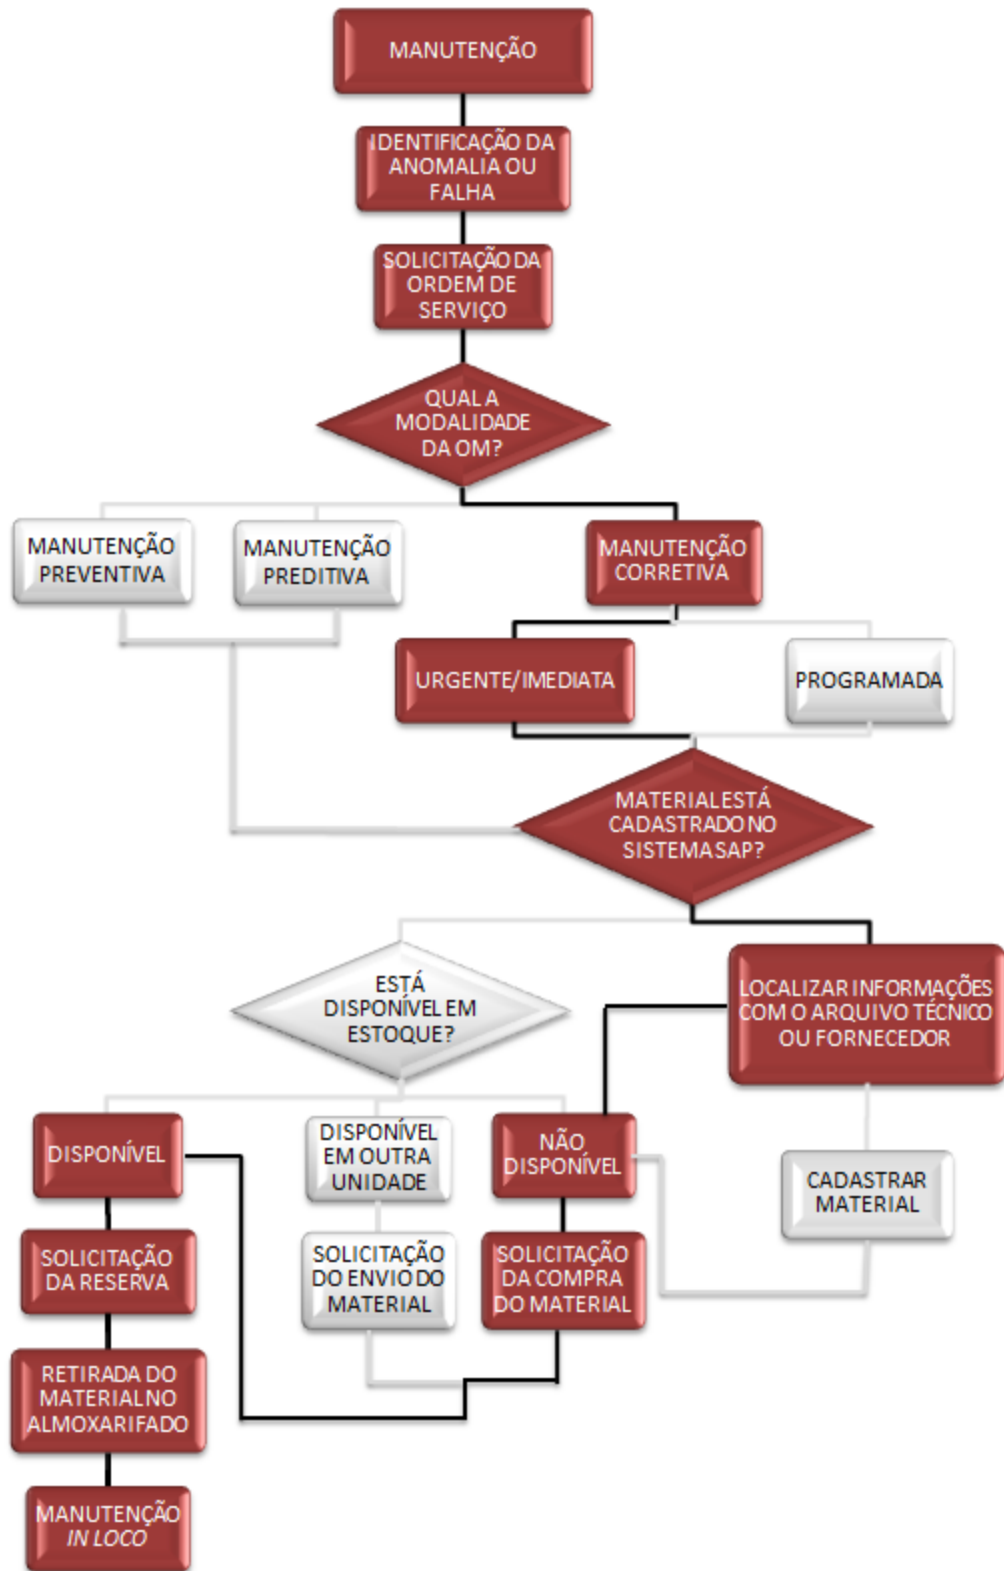 MANUTENÇÃO
IDENTIFICAÇÃO DA
ANOMALIA OU
FALHA
SOLICITAÇÃO DA
ORDEM DE
SERVIÇO
QUAL A
MODALIDADE
DA OM?
MANUTENÇÃO
PREVENTIVA
MANUTENÇÃO
PREDITIVA
MANUTENÇÃO
CORRETIVA
URGENTE/IMEDIATA
PROGRAMADA
MATERIAL ESTÁ
CADASTRADO NO
SISTEMA SAP?
ESTÁ
DISPONÍVEL EM
ESTOQUE?
LOCALIZAR INFORMAÇÕES
COM O ARQUIVO TÉCNICO
OU FORNECEDOR
DISPONÍVEL
DISPONÍVEL
EM OUTRA
UNIDADE
NÃO
DISPONÍVEL
CADASTRAR
MATERIAL
SOLICITAÇÃO
DA RESERVA
SOLICITAÇÃO
DO ENVIO DO
MATERIAL
SOLICITAÇÃO
DA COMPRA
DO MATERIAL
RETIRADA DO
MATERIAL NO
ALMOXARIFADO
MANUTENÇÃO
IN LOCO